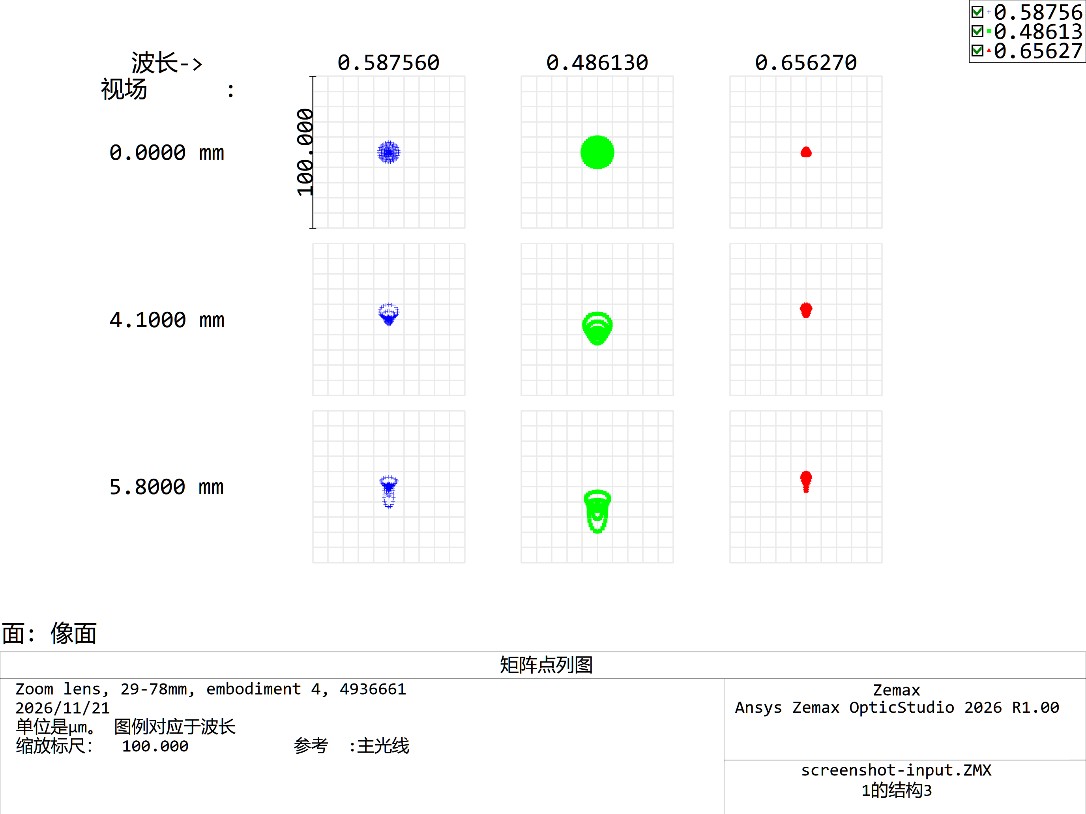 0.58756
0.48613
0.65627
波长->
0.587560
0.486130
0.656270
视场 :
100.000
0.0000 mm
4.1000 mm
5.8000 mm
面: 像面
矩阵点列图
Zoom lens, 29-78mm, embodiment 4, 4936661
2026/11/21
单位是µm。 图例对应于波长
缩放标尺: 100.000 参考 :主光线
Zemax
Ansys Zemax OpticStudio 2026 R1.00
screenshot-input.ZMX
1的结构3